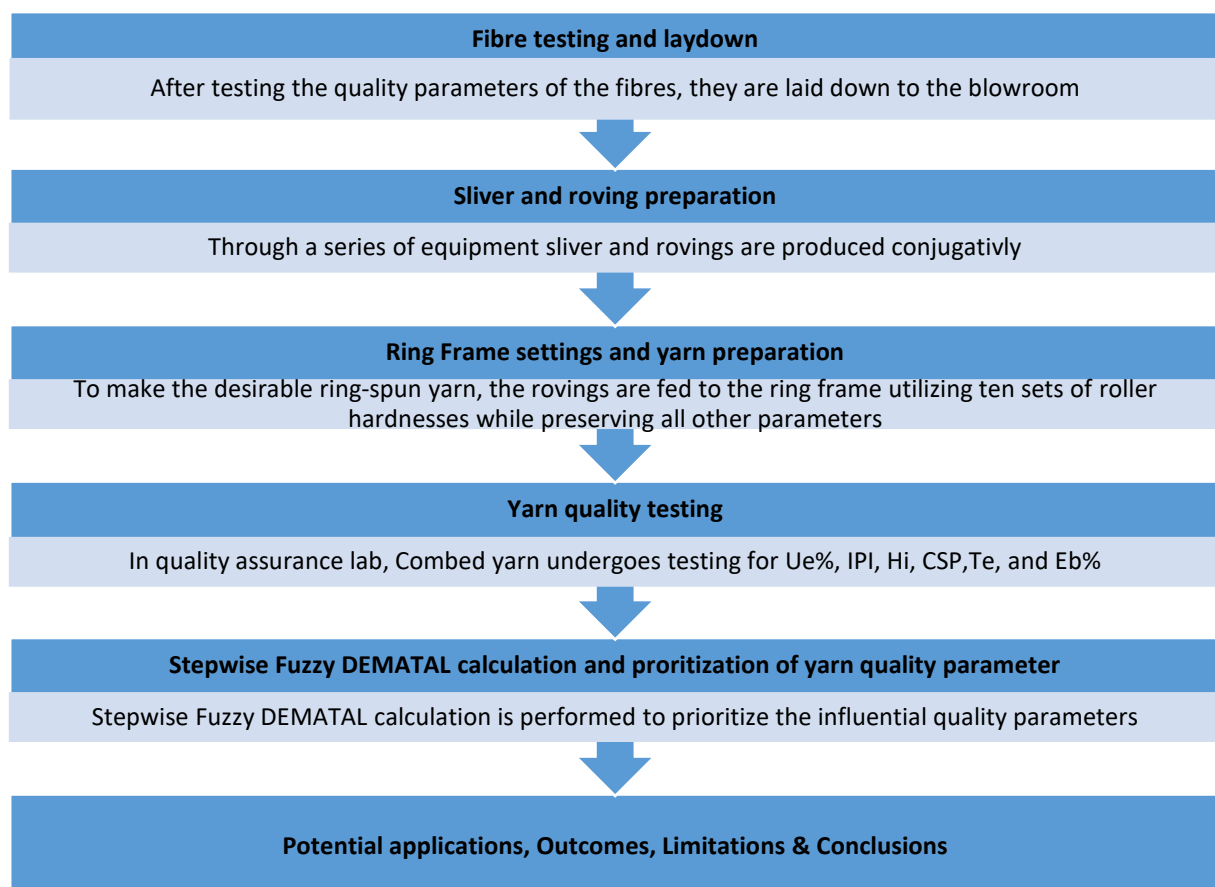 Fibre testing and laydown
After testing the quality parameters of the fibres, they are laid down to the blowroom
Sliver and roving preparation
Through a series of equipment sliver and rovings are produced conjugativly
Ring Frame settings and yarn preparation
To make the desirable ring-spun yarn, the rovings are fed to the ring frame utilizing ten sets of roller
hardnesses while preserving all other parameters
Yarn quality testing
In quality assurance lab, Combed yarn undergoes testing for Ue%, IPI, Hi, CSP,Te, and Eb%
Stepwise Fuzzy DEMATAL calculation and proritization of yarn quality parameter
Stepwise Fuzzy DEMATAL calculation is performed to prioritize the influential quality parameters
Potential applications, Outcomes, Limitations & Conclusions